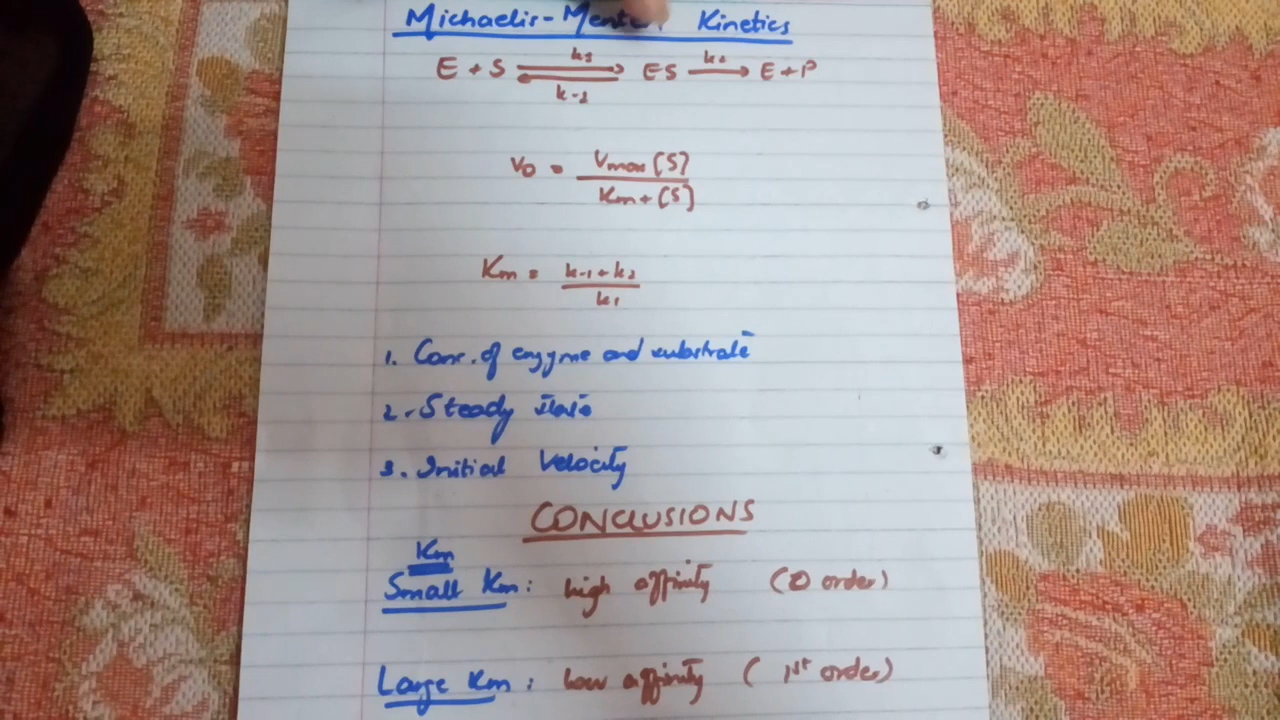 Michaelis-Menten Kinetics
E + S ⇌ ES → E + P
k1 k2
k-1
V0 = Vmax [S] / Km + [S]
Km = k-1 + k2 / k1
1. Conc. of enzyme and substrate
2. Steady state
3. Initial Velocity
CONCLUSIONS
Km
Small Km: high affinity (0 order)
Large Km: low affinity (1st order)